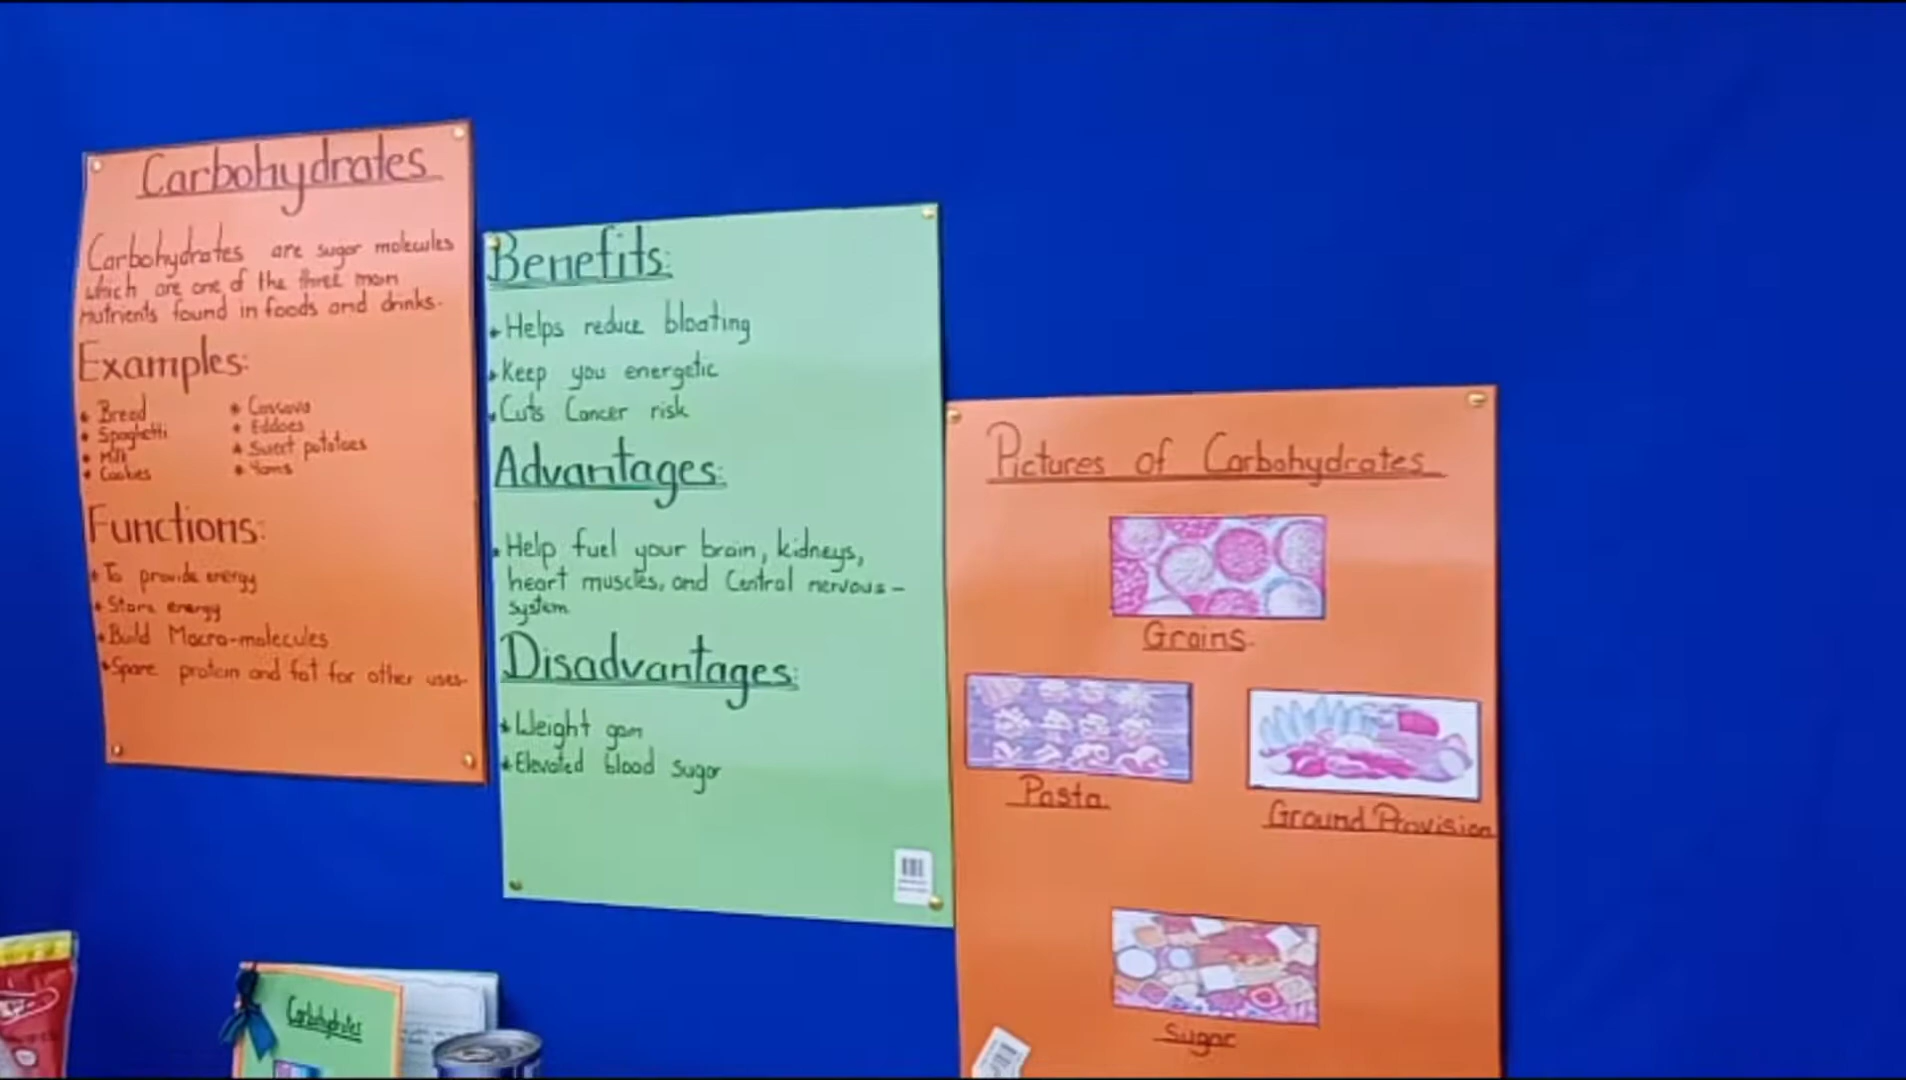 Carbohydrates
Carbohydrates are sugar molecules
which are one of the three main
nutrients found in foods and drinks.
Examples:
* Bread
* Spaghetti
* Milk
* Cookies
* Cassava
* Eddoes
* Sweet potatoes
* Yams
Functions:
* To provide energy
* Store energy
* Build Macro-molecules
* Spare protein and fat for other uses
Benefits:
* Helps reduce bloating
* Keep you energetic
* Cuts Cancer risk
Advantages:
* Help fuel your brain, kidneys,
heart muscles, and Central nervous-
system
Disadvantages:
* Weight gain
* Elevated blood sugar
Pictures of Carbohydrates
Grains
Pasta
Ground Provision
Sugar
Carbohydrates